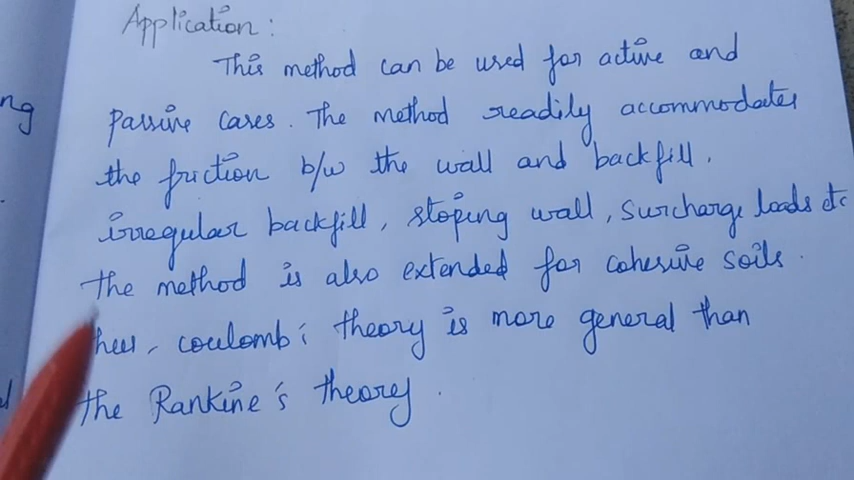 ng
Application:
This method can be used for active and
passive cases. The method readily accommodates
the friction b/w the wall and backfill.
irregular backfill, sloping wall, surcharge loads etc
the method is also extended for cohesive soils.
thus, coulomb's theory is more general than
the Rankine's theory.